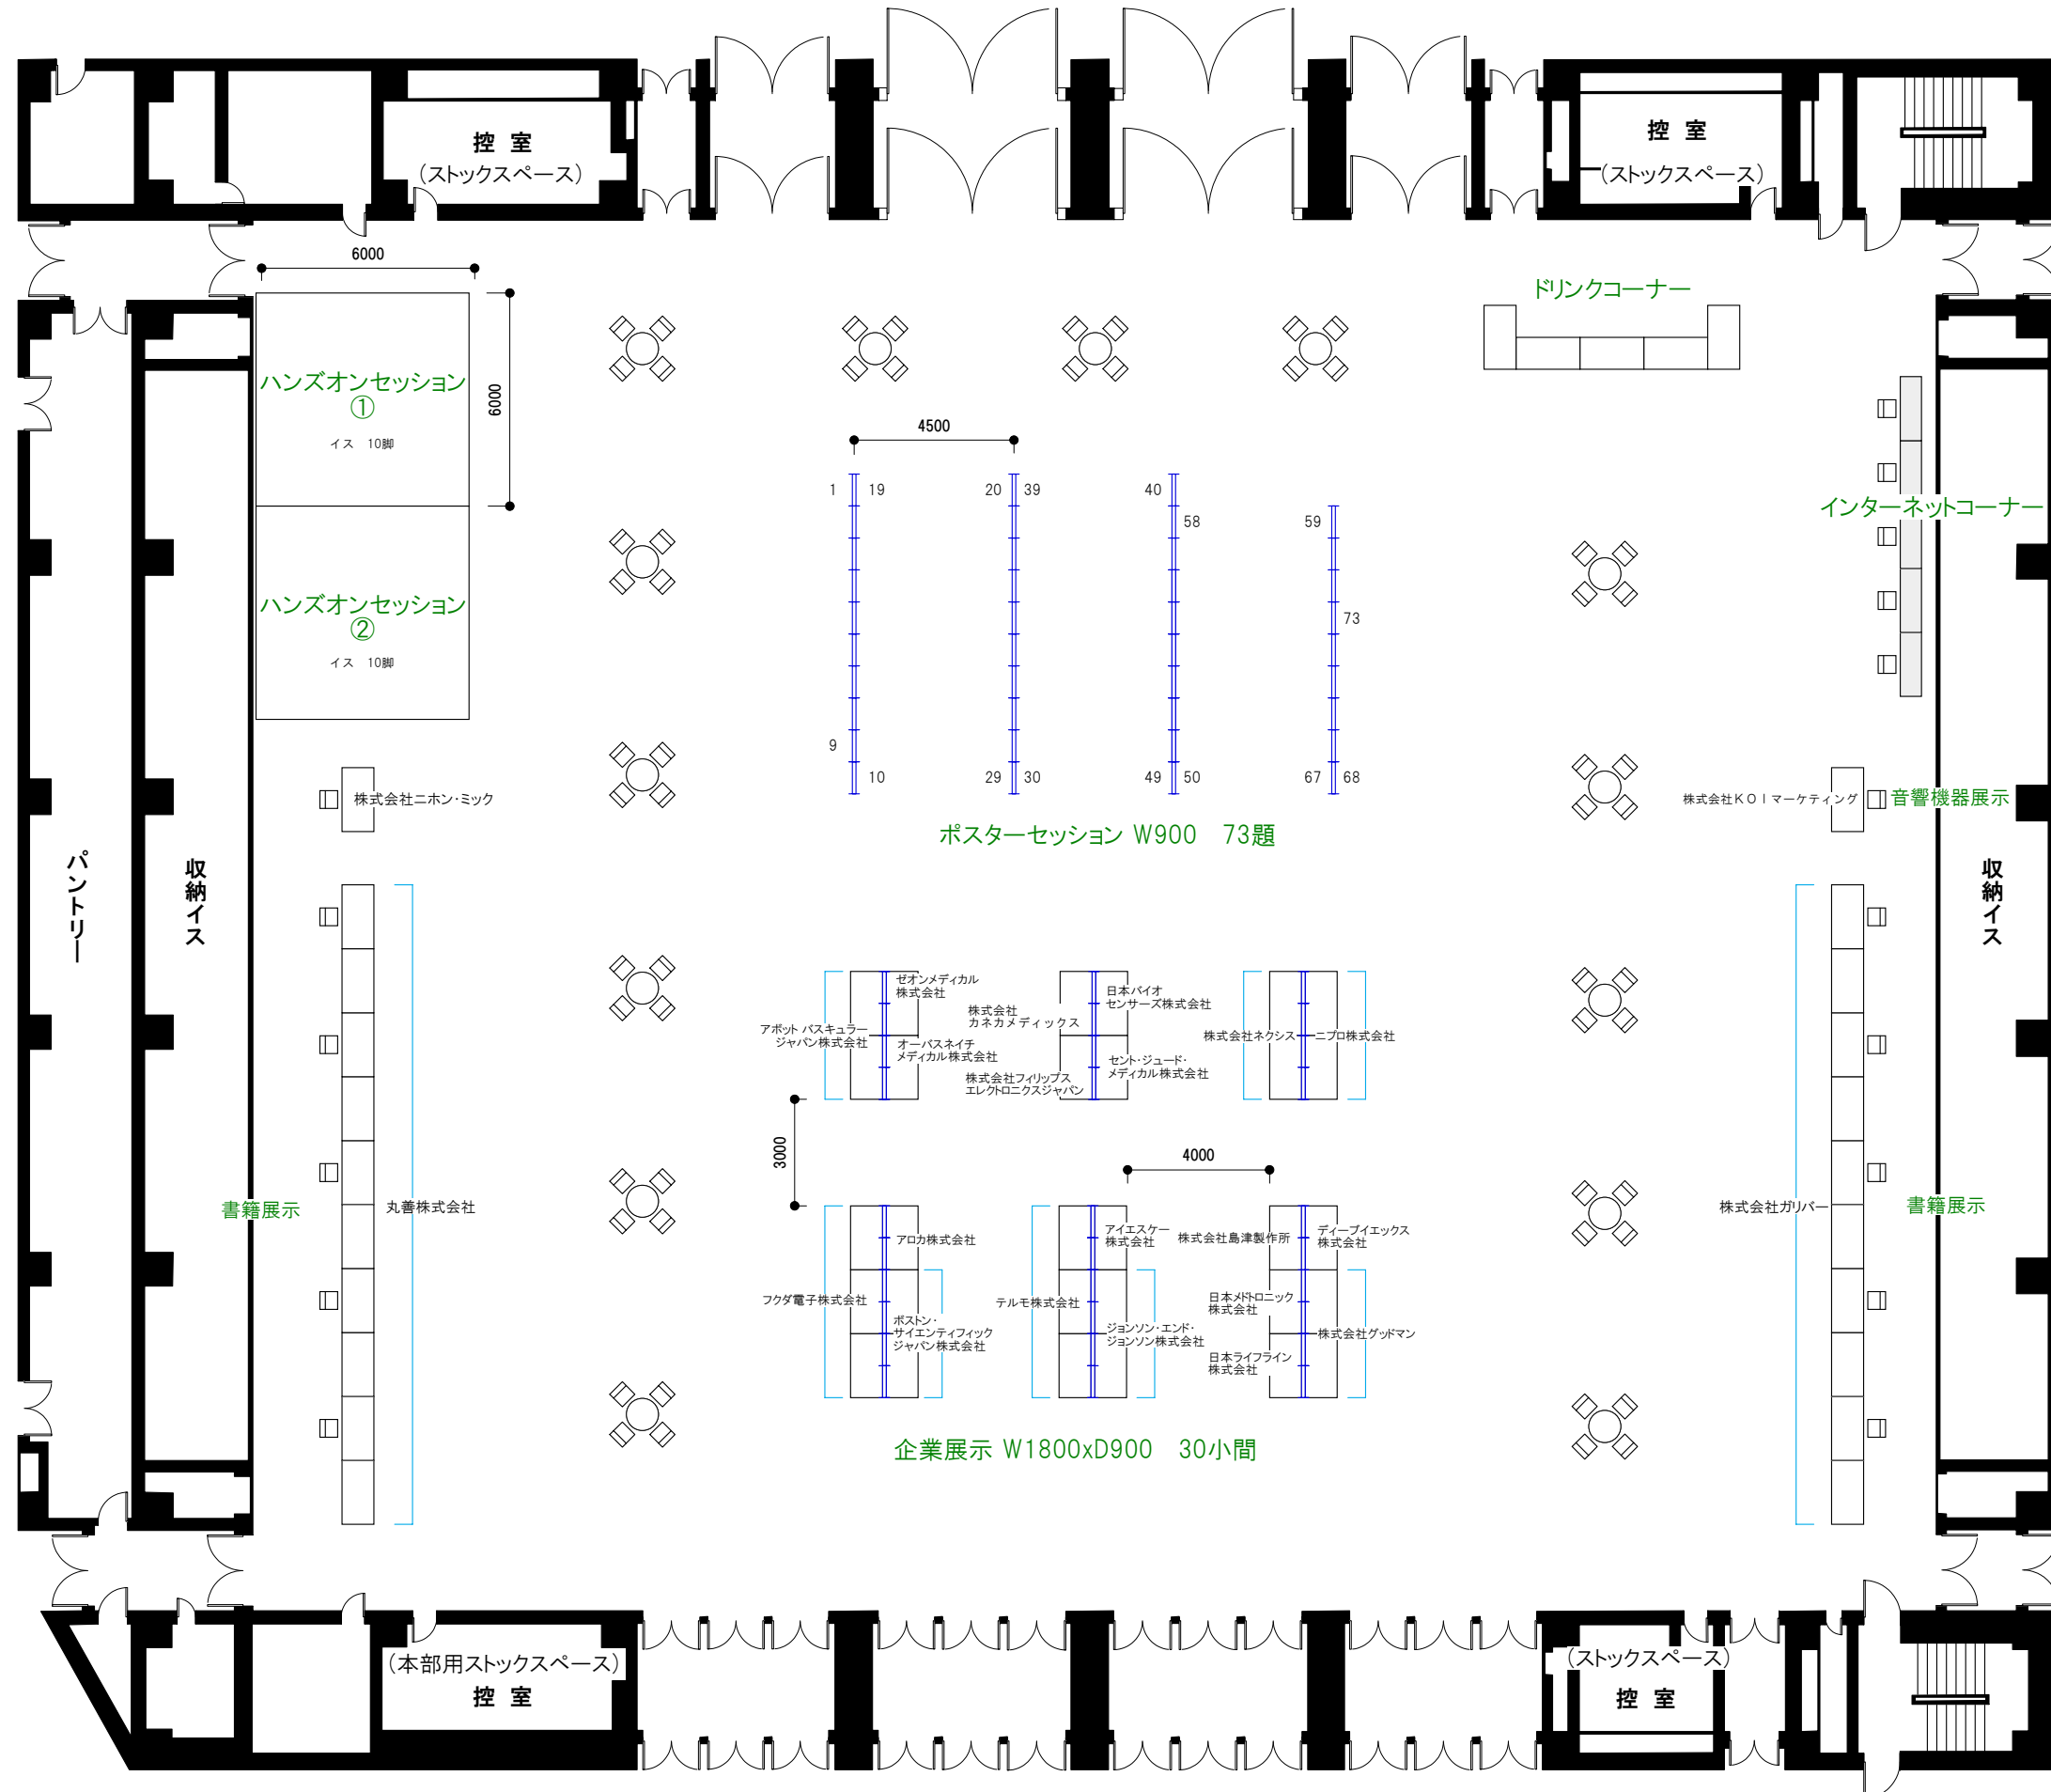 控 室
(ストックスペース)
控 室
(ストックスペース)
6000
ドリンクコーナー
ハンズオンセッション
①
イス 10脚
6000
4500
1
19
20
39
40
58
59
73
インターネットコーナー
ハンズオンセッション
②
イス 10脚
9
10
29
30
49
50
67
68
株式会社ニホン・ミック
株式会社KOIマーケティング
音響機器展示
ポスターセッション W900 73題
パントリー
収納イス
収納イス
ゼオンメディカル
株式会社
アボット バスキュラー
ジャパン株式会社
オーバスネイチ
メディカル株式会社
株式会社
カネカメディックス
日本バイオ
センサーズ株式会社
株式会社フィリップス
エレクトロニクスジャパン
セント・ジュード・
メディカル株式会社
株式会社ネクシス
ニプロ株式会社
3000
4000
書籍展示
丸善株式会社
株式会社ガリバー
書籍展示
アロカ株式会社
フクダ電子株式会社
ボストン・
サイエンティフィック
ジャパン株式会社
アイエスケー
株式会社
テルモ株式会社
ジョンソン・エンド・
ジョンソン株式会社
株式会社島津製作所
ディーブイエックス
株式会社
日本メドトロニック
株式会社
株式会社グッドマン
日本ライフライン
株式会社
企業展示 W1800xD900 30小間
(本部用ストックスペース)
控 室
(ストックスペース)
控 室